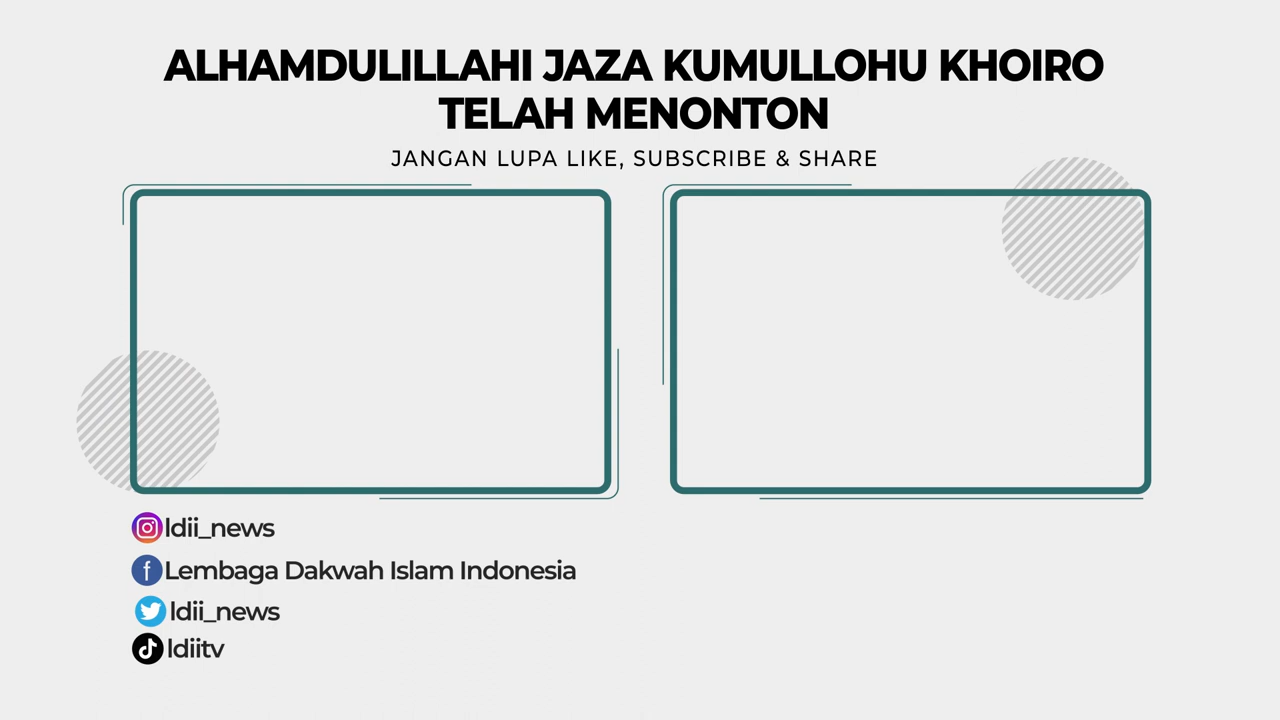 ALHAMDULILLAHI JAZA KUMULLOHU KHOIRO
TELAH MENONTON
JANGAN LUPA LIKE, SUBSCRIBE & SHARE
ldii_news
Lembaga Dakwah Islam Indonesia
ldii_news
ldiitv